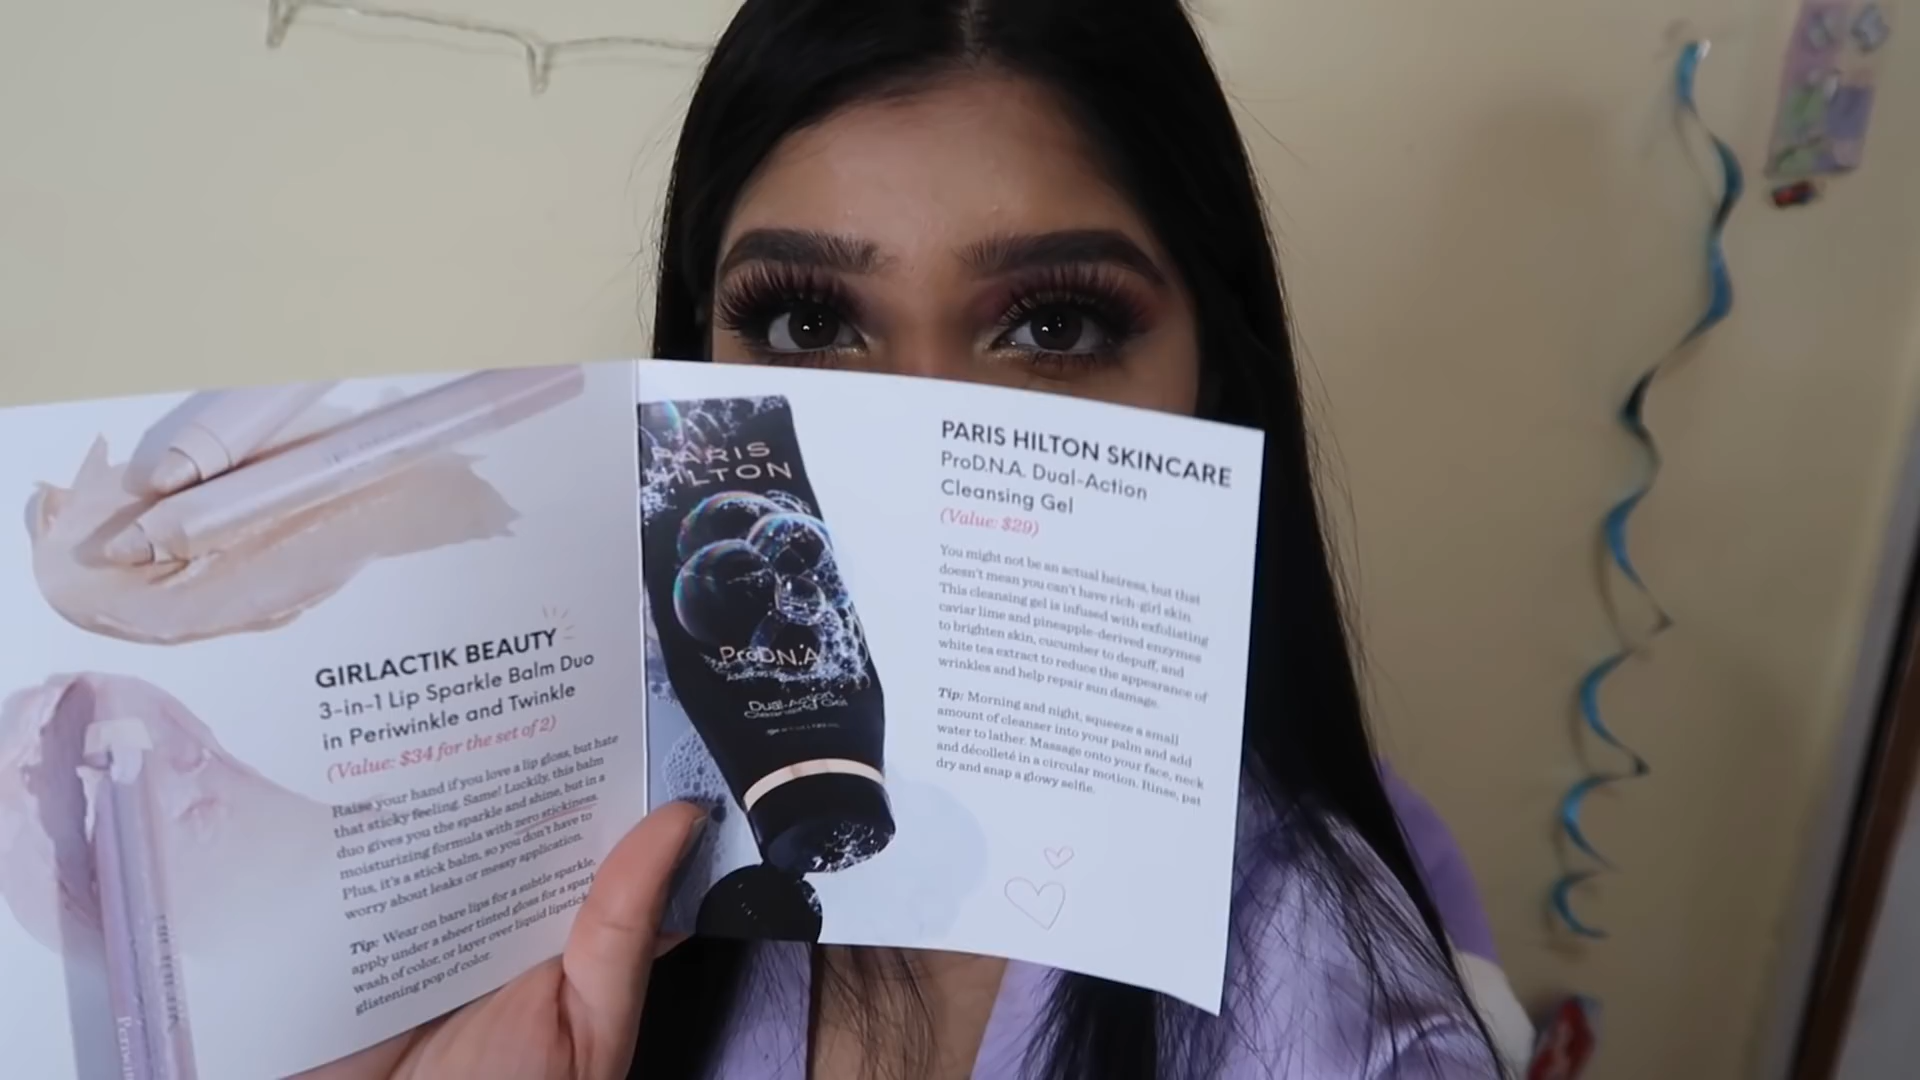 GIRLACTIK BEAUTY
3-in-1 Lip Sparkle Balm Duo
in Periwinkle and Twinkle
(Value: $34 for the set of 2)
Raise your hand if you love a lip gloss, but hate
that sticky feeling. Same! Luckily, this balm
duo gives you the sparkle and shine, but in a
moisturizing formula with zero stickiness.
Plus, it's a stick balm, so you don't have to
worry about leaks or messy application.
Tip: Wear on bare lips for a subtle sparkle,
apply under a sheer tinted gloss for a
wash of color, or layer over liquid
glistening pop of color.
PARIS
HILTON
ProD.N.A.
Dual-Action
Cleansing Gel
PARIS HILTON SKINCARE
ProD.N.A. Dual-Action
Cleansing Gel
(Value: $29)
You might not be an actual heiress, but that
doesn't mean you can't have rich-girl skin.
This cleansing gel is infused with exfoliating
caviar lime and pineapple-derived enzymes
to brighten skin, cucumber to depuff, and
white tea extract to reduce the appearance of
wrinkles and help repair sun damage.
Tip: Morning and night, squeeze a small
amount of cleanser into your palm and add
water to lather. Massage onto your face, neck
and décolleté in a circular motion. Rinse, pat
dry and snap a glowy selfie.